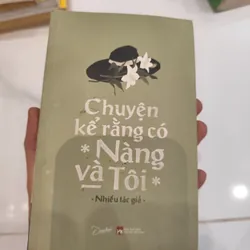 Chuyện
kể rằng có
* Nàng
và Tôi *
• Nhiều tác giả •